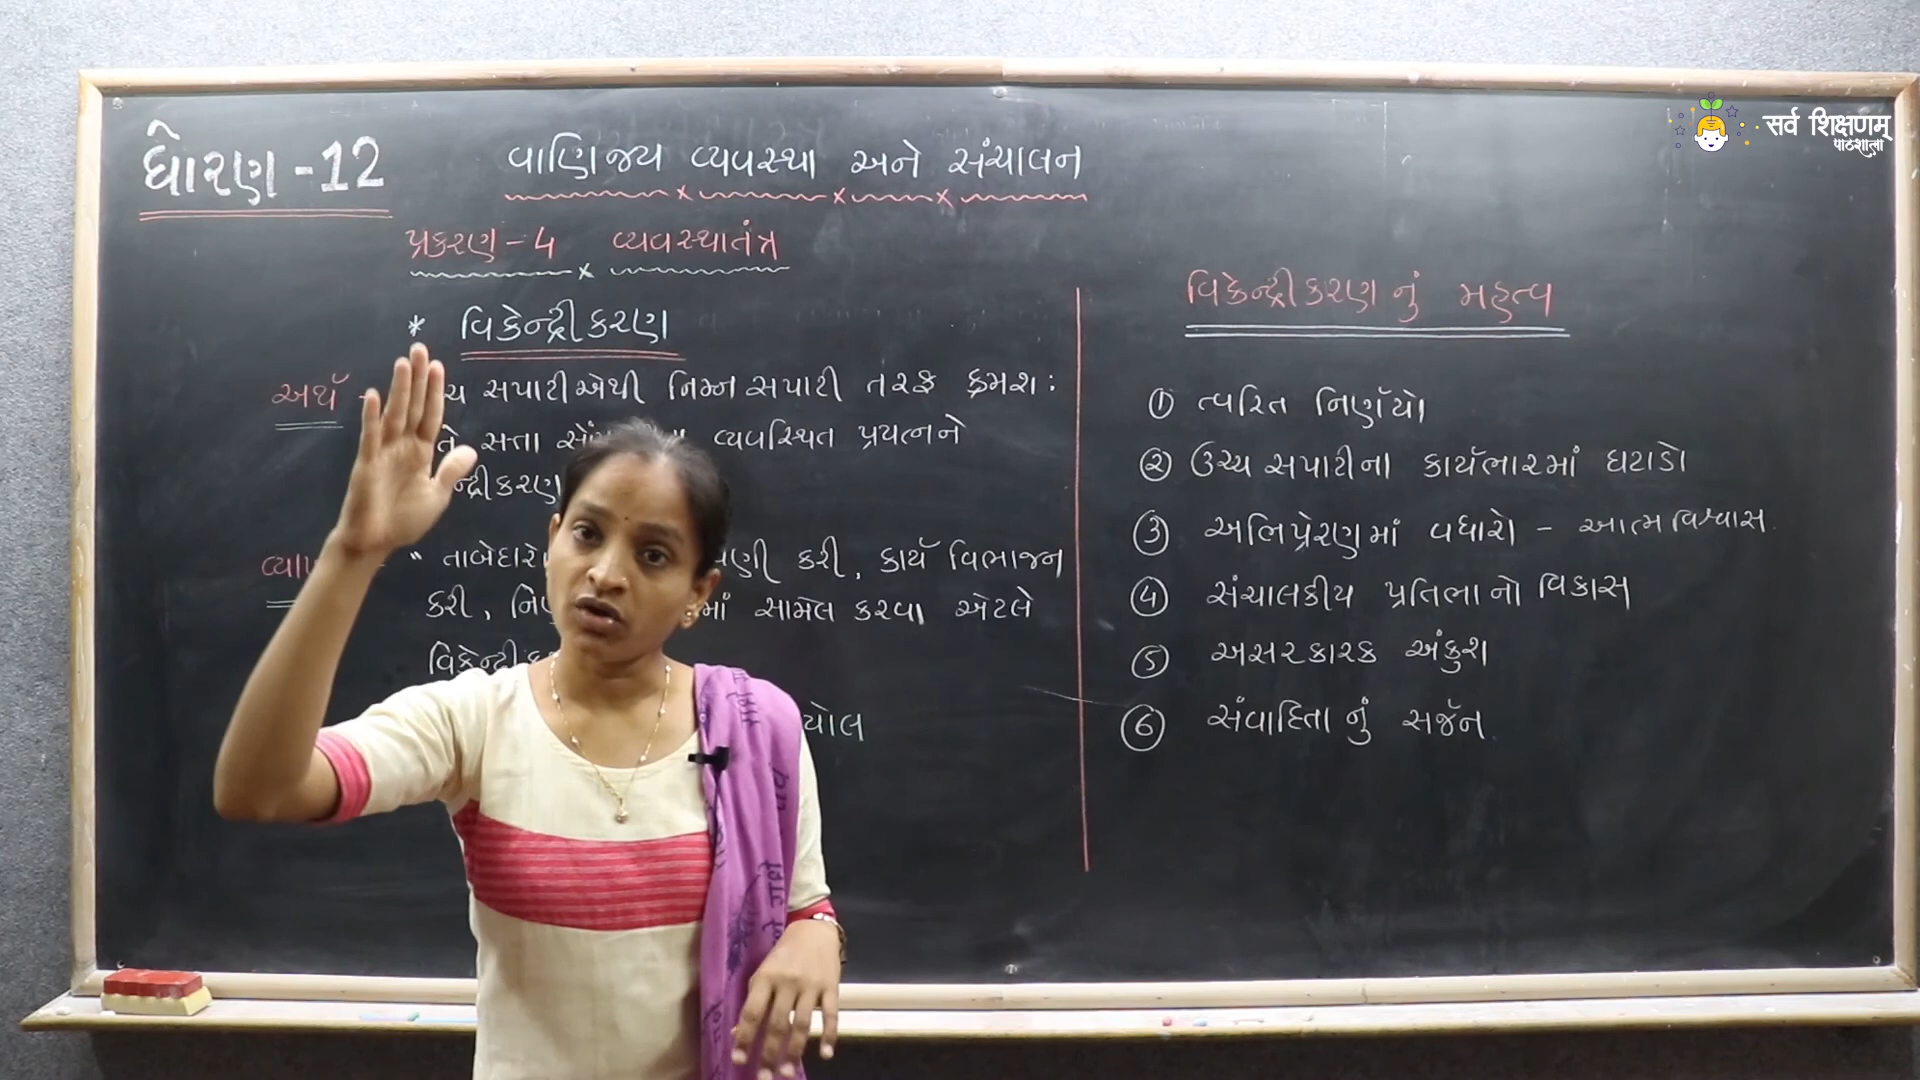 ધોરણ - 12
વાણિજ્ય વ્યવસ્થા અને સંચાલન
પ્રકરણ - 4 વ્યવસ્થાતંત્ર
* વિકેન્દ્રીકરણ
અર્થ - સપાટીએથી નિમ્ન સપાટી તરફ ક્રમશ:
સત્તા વ્યવસ્થિત પ્રયત્નને
" કરી, કાર્ય વિભાજન
કરી, સામેલ કરવા એટલે
વિકેન્દ્રીકરણનું મહત્વ
① ત્વરિત નિર્ણયો
② ઉચ્ચ સપાટીના કાર્યભારમાં ઘટાડો
③ અભિપ્રેરણમાં વધારો - આત્મવિશ્વાસ
④ સંચાલકીય પ્રતિભાનો વિકાસ
⑤ અસરકારક અંકુશ
⑥ સંવાદિતાનું સર્જન
सर्व शिक्षणम्
પાઠશાલા